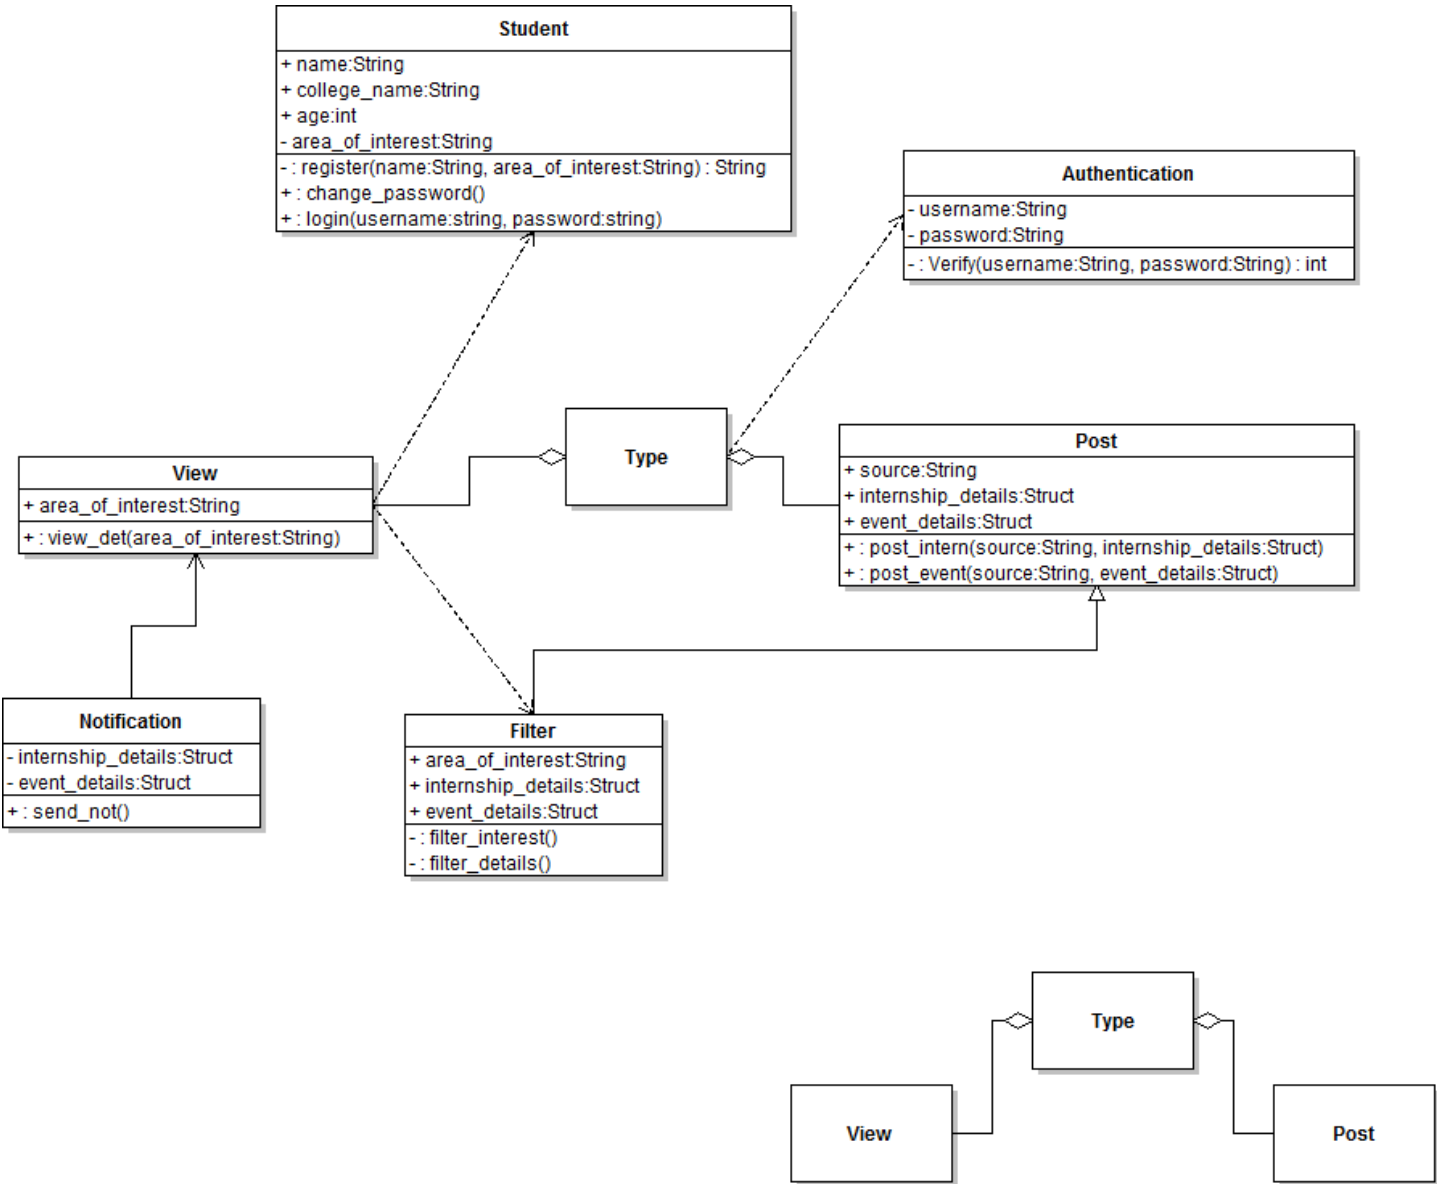 Student
+ name:String
+ college_name:String
+ age:int
- area_of_interest:String
- : register(name:String, area_of_interest:String) : String
+ : change_password()
+ : login(username:string, password:string)
Authentication
- username:String
- password:String
- : Verify(username:String, password:String) : int
Type
Post
+ source:String
+ internship_details:Struct
+ event_details:Struct
+ : post_intern(source:String, internship_details:Struct)
+ : post_event(source:String, event_details:Struct)
View
+ area_of_interest:String
+ : view_det(area_of_interest:String)
Notification
- internship_details:Struct
- event_details:Struct
+ : send_not()
Filter
+ area_of_interest:String
+ internship_details:Struct
+ event_details:Struct
- : filter_interest()
- : filter_details()
Type
View
Post